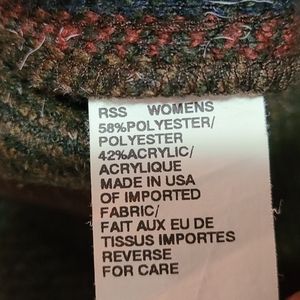 RSS WOMENS
58%POLYESTER/
POLYESTER
42%ACRYLIC/
ACRYLIQUE
MADE IN USA
OF IMPORTED
FABRIC/
FAIT AUX EU DE
TISSUS IMPORTES
REVERSE
FOR CARE